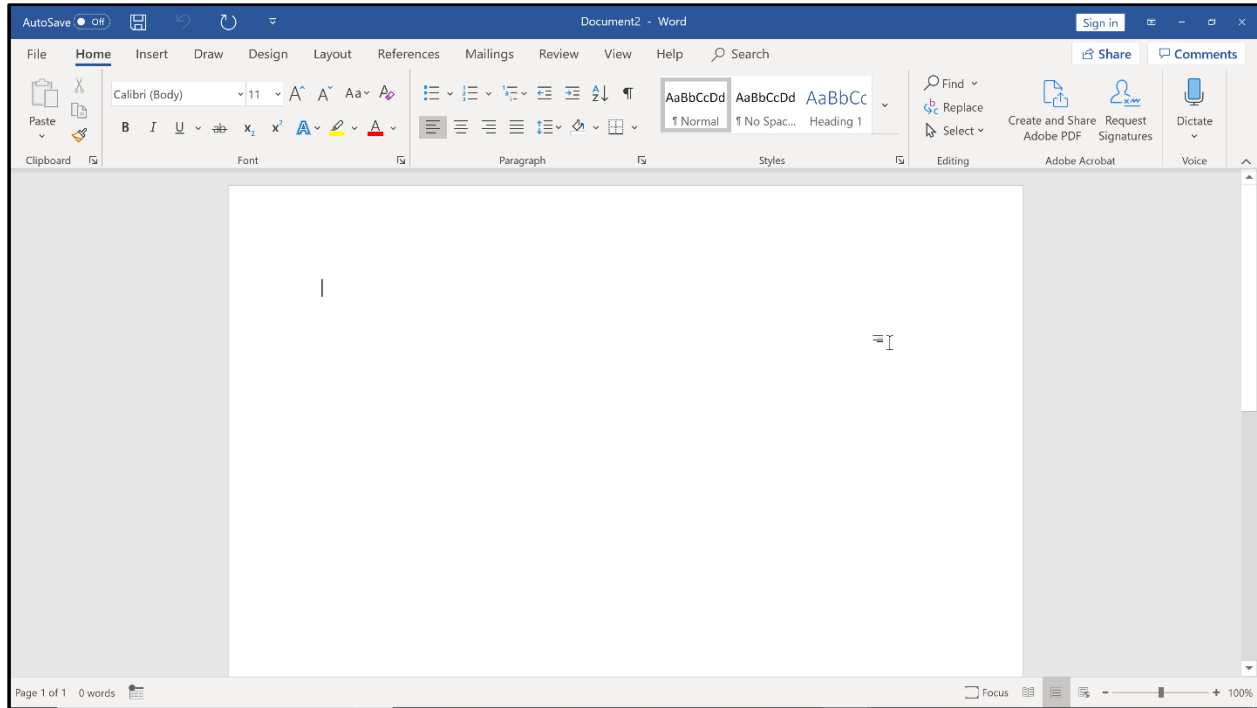 AutoSave Off Document2 - Word Sign in
File Home Insert Draw Design Layout References Mailings Review View Help Search Share Comments
Paste
Calibri (Body) 11 A A Aa A
B I U ab x₂ x² A A
AaBbCcDd AaBbCcDd AaBbCc
¶ Normal ¶ No Spac... Heading 1
Find
Replace
Select
Create and Share
Adobe PDF
Request
Signatures
Dictate
Clipboard Font Paragraph Styles Editing Adobe Acrobat Voice
Page 1 of 1 0 words Focus - + 100%